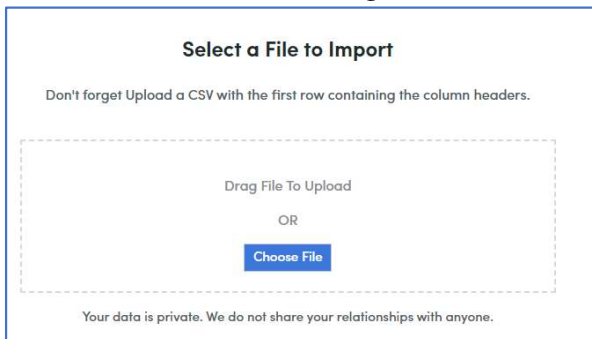 Select a File to Import
Don't forget Upload a CSV with the first row containing the column headers.
Drag File To Upload
OR
Choose File
Your data is private. We do not share your relationships with anyone.